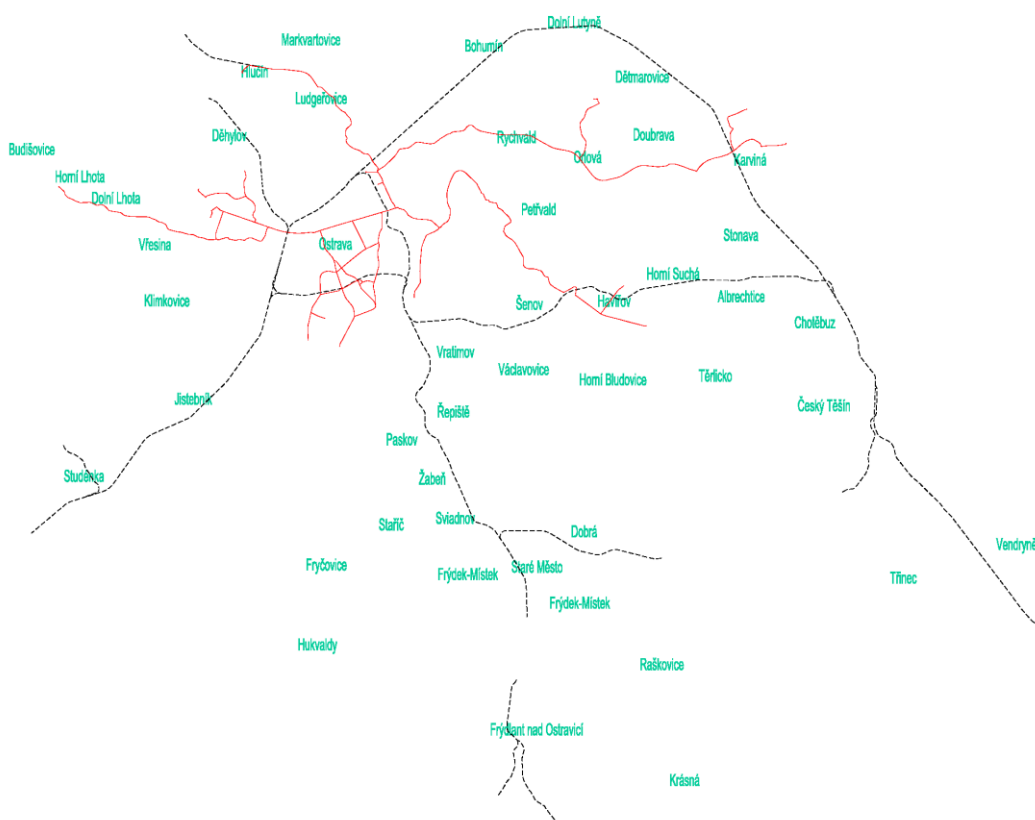 Dolní Lutyně
Markvartovice
Bohumín
Hlučín
Dětmarovice
Ludgeřovice
Děhylov
Rychvald
Doubrava
Budišovice
Orlová
Karviná
Horní Lhota
Dolní Lhota
Petřvald
Vřesina
Ostrava
Stonava
Horní Suchá
Klimkovice
Šenov
Havířov
Albrechtice
Chotěbuz
Vratimov
Václavovice
Horní Bludovice
Těrlicko
Jistebník
Řepiště
Český Těšín
Paskov
Studénka
Žabeň
Staříč
Sviadnov
Dobrá
Vendryně
Fryčovice
Frýdek-Místek
Staré Město
Třinec
Frýdek-Místek
Hukvaldy
Raškovice
Frýdlant nad Ostravicí
Krásná